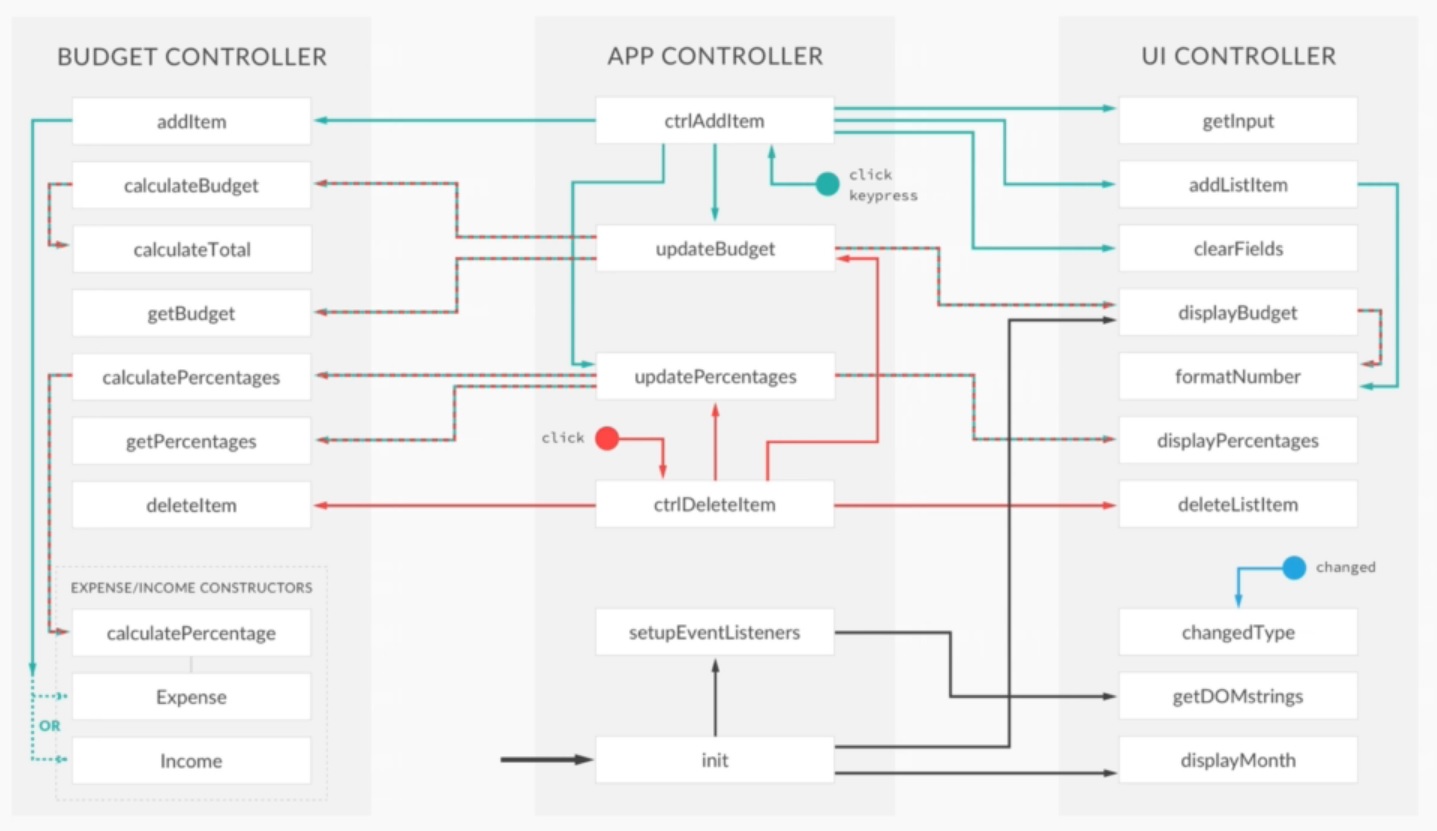 BUDGET CONTROLLER
addItem
calculateBudget
calculateTotal
getBudget
calculatePercentages
getPercentages
deleteItem
EXPENSE/INCOME CONSTRUCTORS
calculatePercentage
Expense
OR
Income
APP CONTROLLER
ctrlAddItem
click
keypress
updateBudget
updatePercentages
click
ctrlDeleteItem
setupEventListeners
init
UI CONTROLLER
getInput
addListItem
clearFields
displayBudget
formatNumber
displayPercentages
deleteListItem
changed
changedType
getDOMstrings
displayMonth